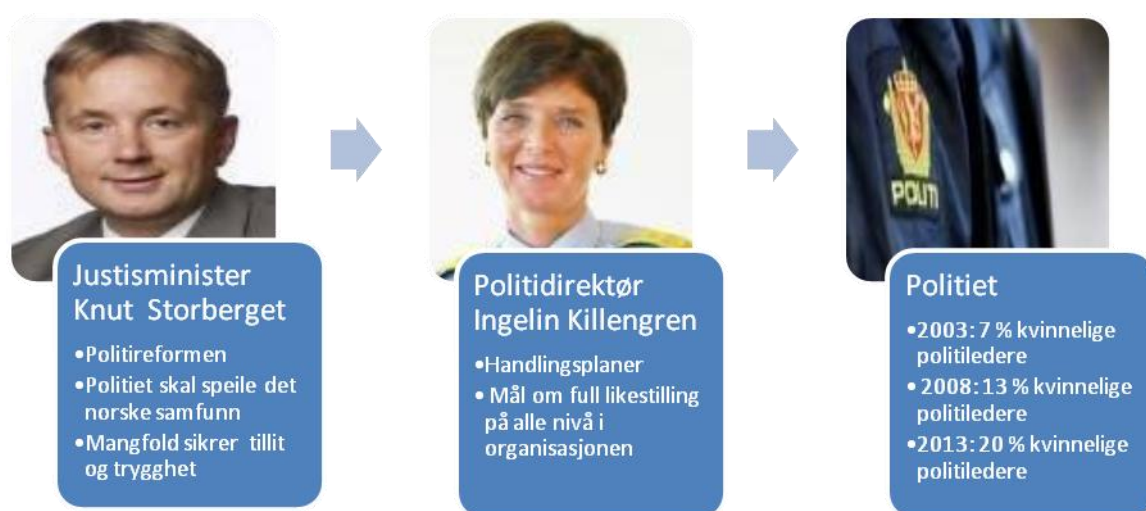 Justisminister
Knut Storberget
•Politireformen
•Politiet skal speile det
norske samfunn
•Mangfold sikrer tillit
og trygghet
Politidirektør
Ingelin Killengren
•Handlingsplaner
• Mål om full likestilling
på alle nivå i
organisasjonen
POLITI
Politiet
•2003: 7 % kvinnelige
politiledere
• 2008: 13 % kvinnelige
politiledere
•2013: 20 % kvinnelige
politiledere